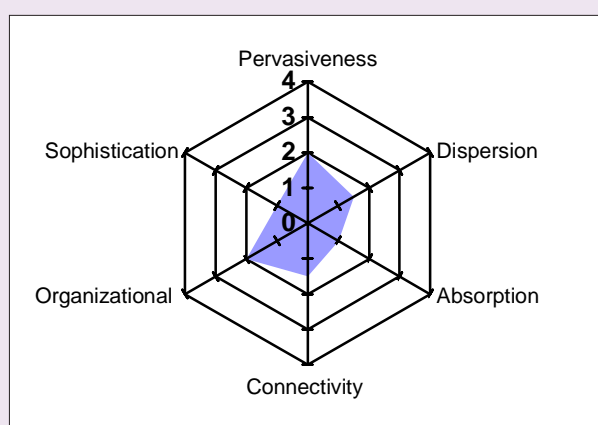 Pervasiveness
4
3
Sophistication
2
Dispersion
1
0
Organizational
Absorption
Connectivity